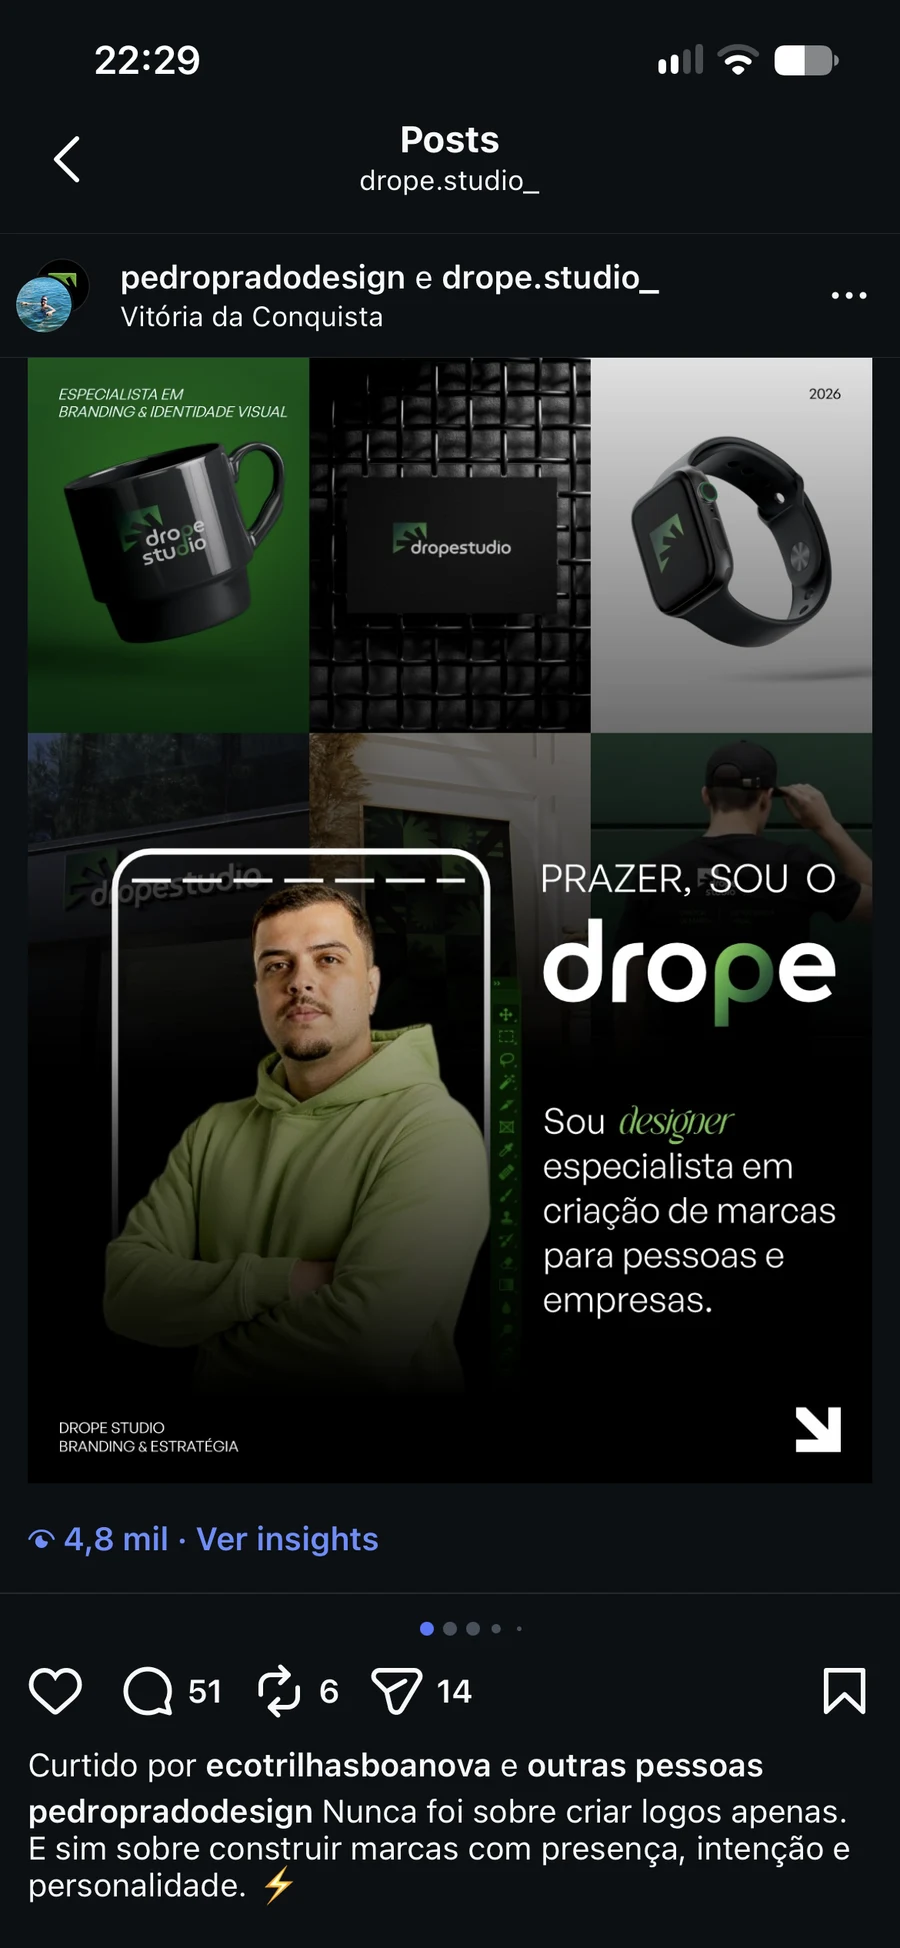 22:29
Posts
drope.studio_
pedropradodesign e drope.studio_
Vitória da Conquista
ESPECIALISTA EM
BRANDING & IDENTIDADE VISUAL
2026
drope
studio
dropestudio
dropestudio
PRAZER, SOU O
drope
Sou designer
especialista em
criação de marcas
para pessoas e
empresas.
DROPE STUDIO
BRANDING & ESTRATÉGIA
4,8 mil · Ver insights
51
6
14
Curtido por ecotrilhasboanova e outras pessoas
pedropradodesign Nunca foi sobre criar logos apenas.
E sim sobre construir marcas com presença, intenção e
personalidade. ⚡